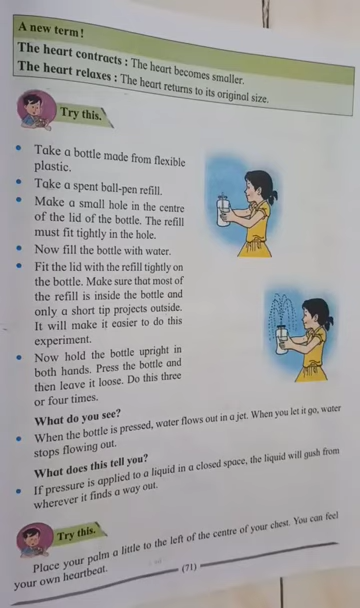 A new term!
The heart contracts : The heart becomes smaller.
The heart relaxes : The heart returns to its original size.
Try this.
• Take a bottle made from flexible
plastic.
• Take a spent ball-pen refill.
• Make a small hole in the centre
of the lid of the bottle. The refill
must fit tightly in the hole.
• Now fill the bottle with water.
• Fit the lid with the refill tightly on
the bottle. Make sure that most of
the refill is inside the bottle and
only a short tip projects outside.
It will make it easier to do this
experiment.
• Now hold the bottle upright in
both hands. Press the bottle and
then leave it loose. Do this three
or four times.
What do you see?
• When the bottle is pressed, water flows out in a jet. When you let it go, water
stops flowing out.
What does this tell you?
• If pressure is applied to a liquid in a closed space, the liquid will gush from
wherever it finds a way out.
Try this.
Place your palm a little to the left of the centre of your chest. You can feel
your own heartbeat.
(71)